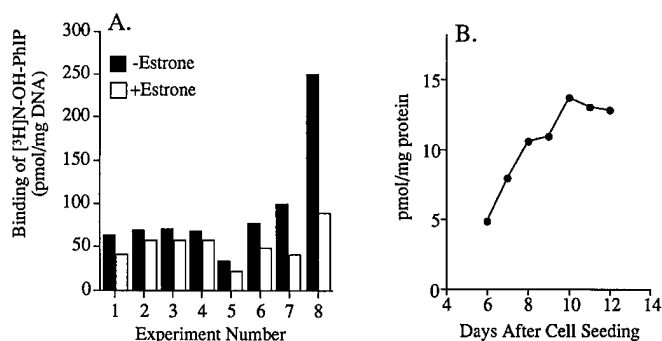 A.
Binding of [³H]N-OH-PhIP
(pmol/mg DNA)
300
250
200
150
100
50
0
-Estrone
+Estrone
1 2 3 4 5 6 7 8
Experiment Number
B.
pmol/mg protein
15
10
5
0
4 6 8 10 12 14
Days After Cell Seeding